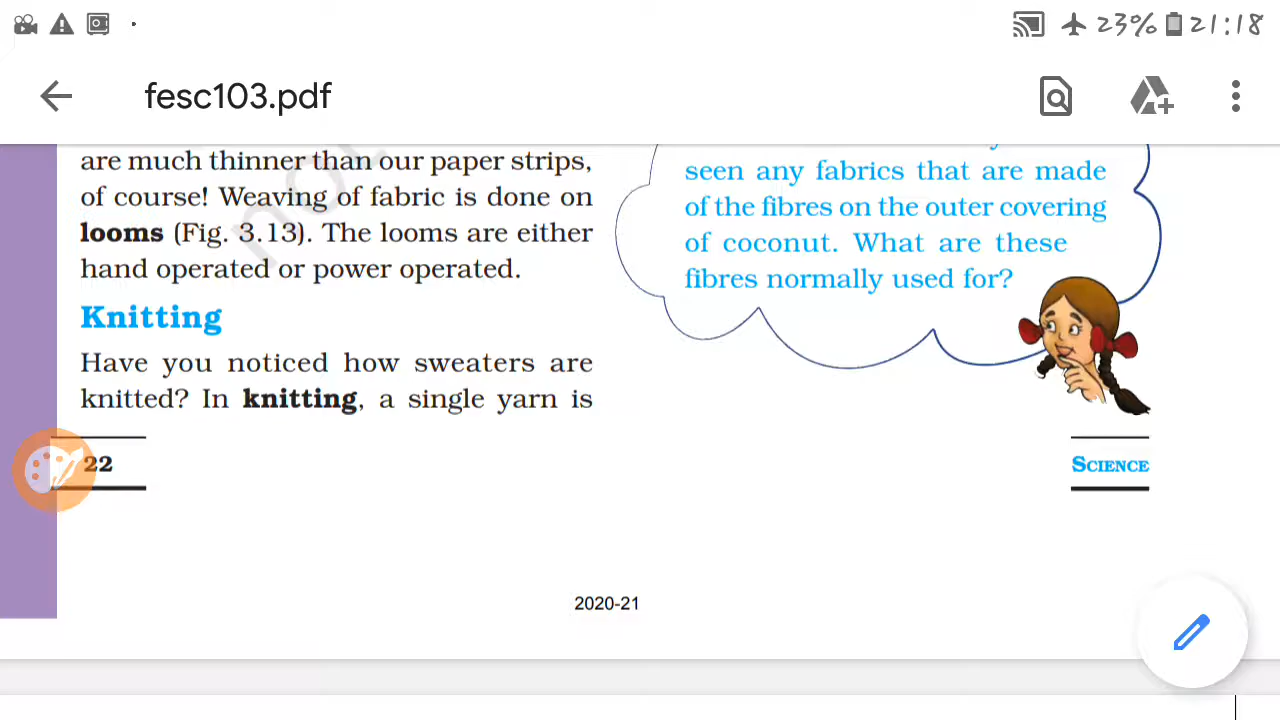 23% 21:18
fesc103.pdf
are much thinner than our paper strips,
of course! Weaving of fabric is done on
looms (Fig. 3.13). The looms are either
hand operated or power operated.
Knitting
Have you noticed how sweaters are
knitted? In knitting, a single yarn is
seen any fabrics that are made
of the fibres on the outer covering
of coconut. What are these
fibres normally used for?
22
SCIENCE
2020-21